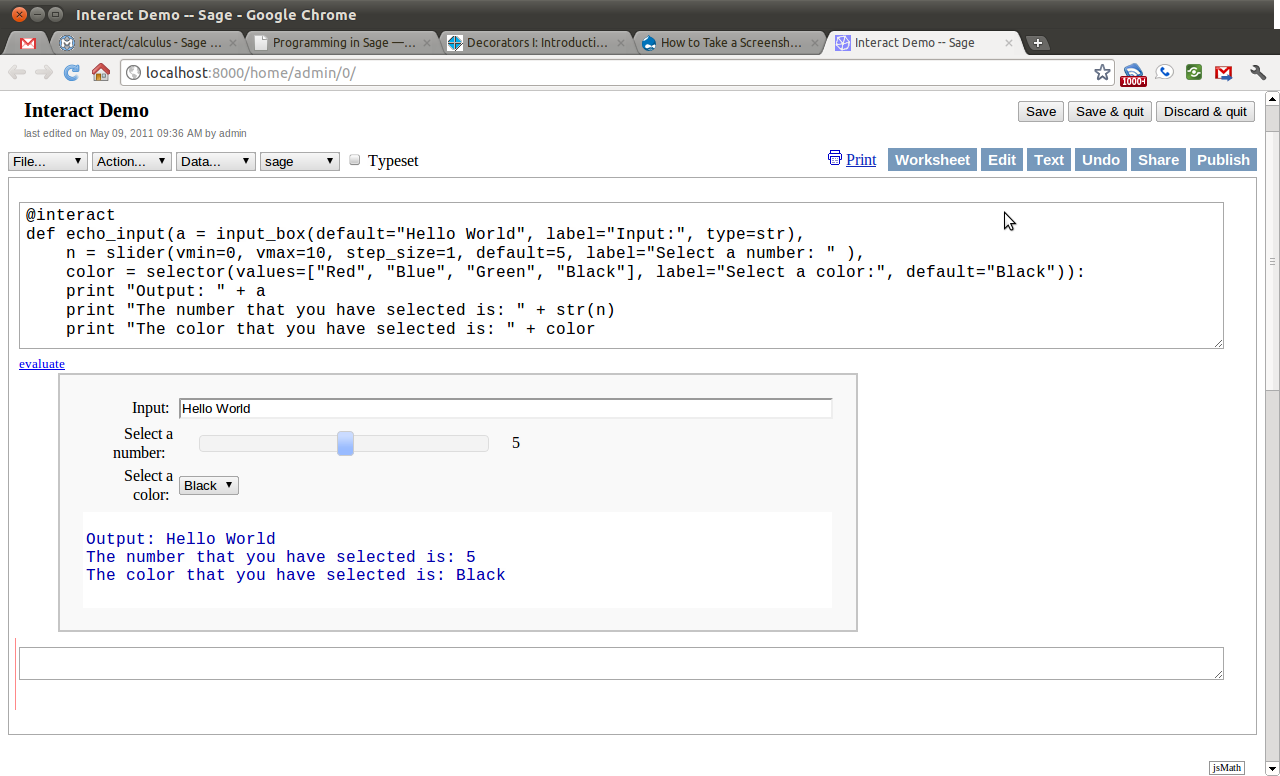 Interact Demo -- Sage - Google Chrome
interact/calculus - Sage ...
Programming in Sage —...
Decorators I: Introducti...
How to Take a Screensh...
Interact Demo -- Sage
localhost:8000/home/admin/0/
1000+
Interact Demo
Save
Save & quit
Discard & quit
last edited on May 09, 2011 09:36 AM by admin
File...
Action...
Data...
sage
Typeset
Print
Worksheet
Edit
Text
Undo
Share
Publish
@interact
def echo_input(a = input_box(default="Hello World", label="Input:", type=str),
    n = slider(vmin=0, vmax=10, step_size=1, default=5, label="Select a number: " ),
    color = selector(values=["Red", "Blue", "Green", "Black"], label="Select a color:", default="Black")):
    print "Output: " + a
    print "The number that you have selected is: " + str(n)
    print "The color that you have selected is: " + color
evaluate
Input:
Hello World
Select a
number:
5
Select a
color:
Black
Output: Hello World
The number that you have selected is: 5
The color that you have selected is: Black
jsMath